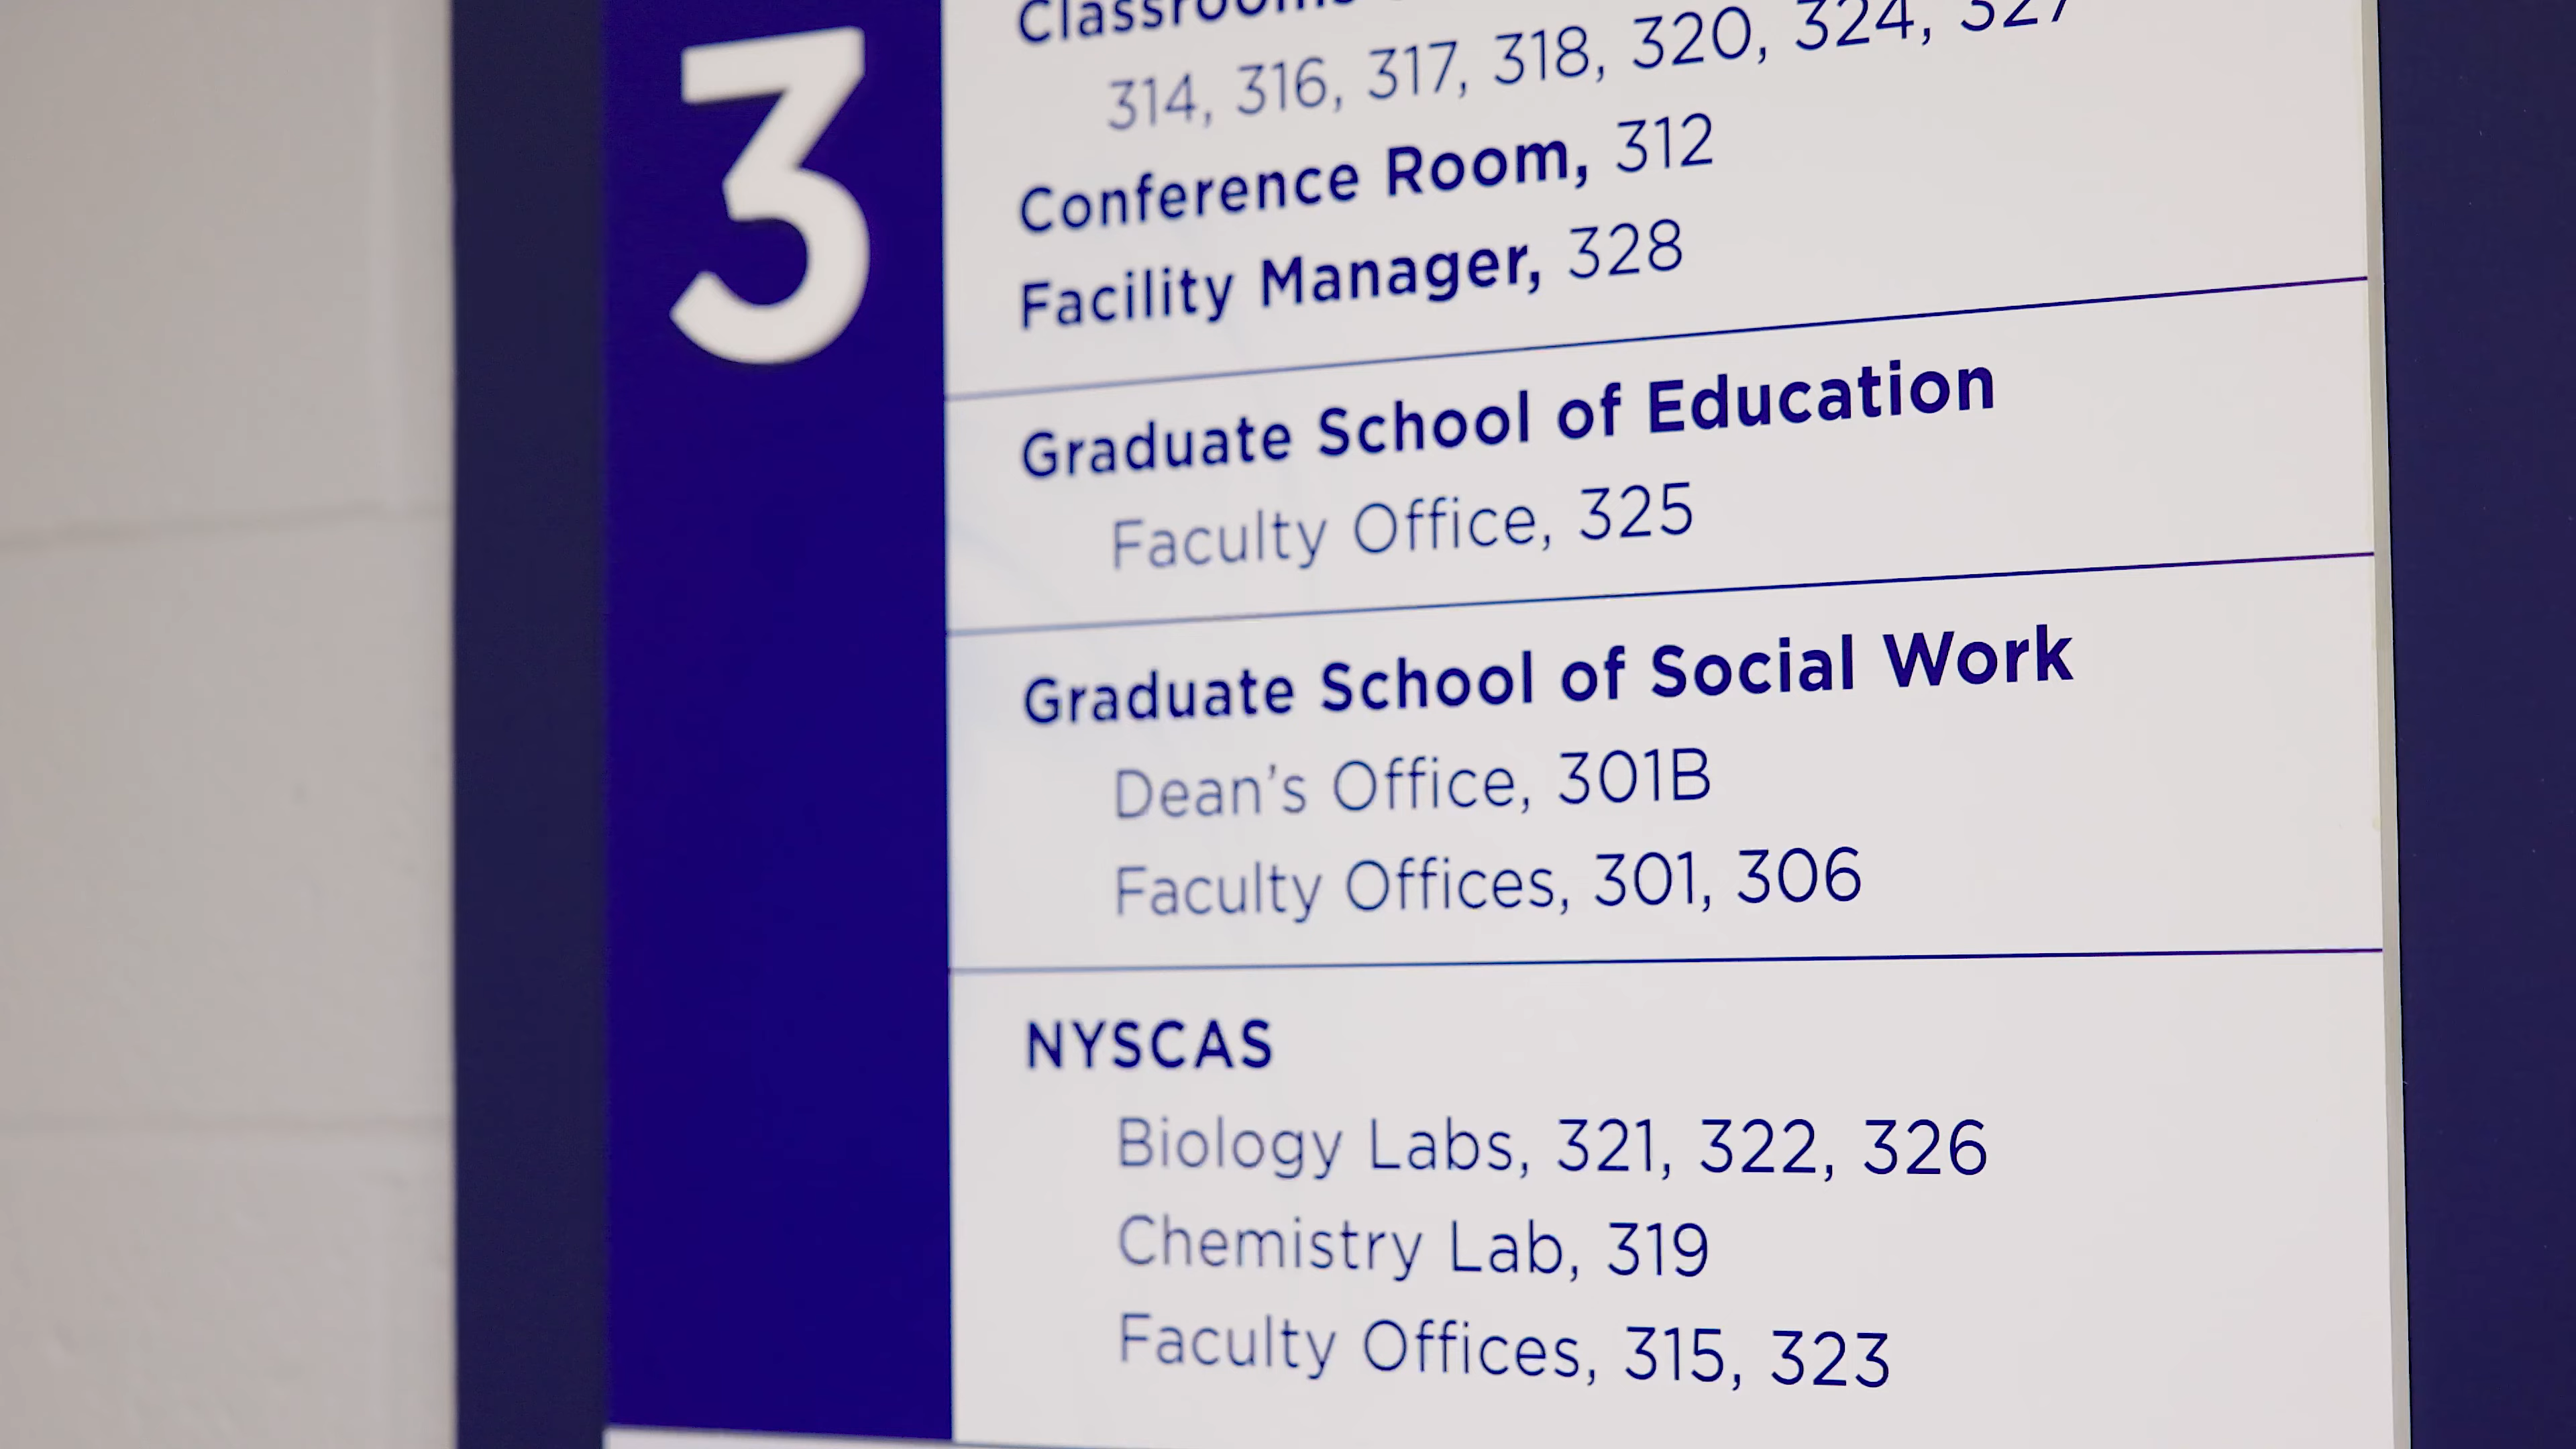 3
Classrooms
314, 316, 317, 318, 320, 324, 327
Conference Room, 312
Facility Manager, 328
Graduate School of Education
Faculty Office, 325
Graduate School of Social Work
Dean's Office, 301B
Faculty Offices, 301, 306
NYSCAS
Biology Labs, 321, 322, 326
Chemistry Lab, 319
Faculty Offices, 315, 323